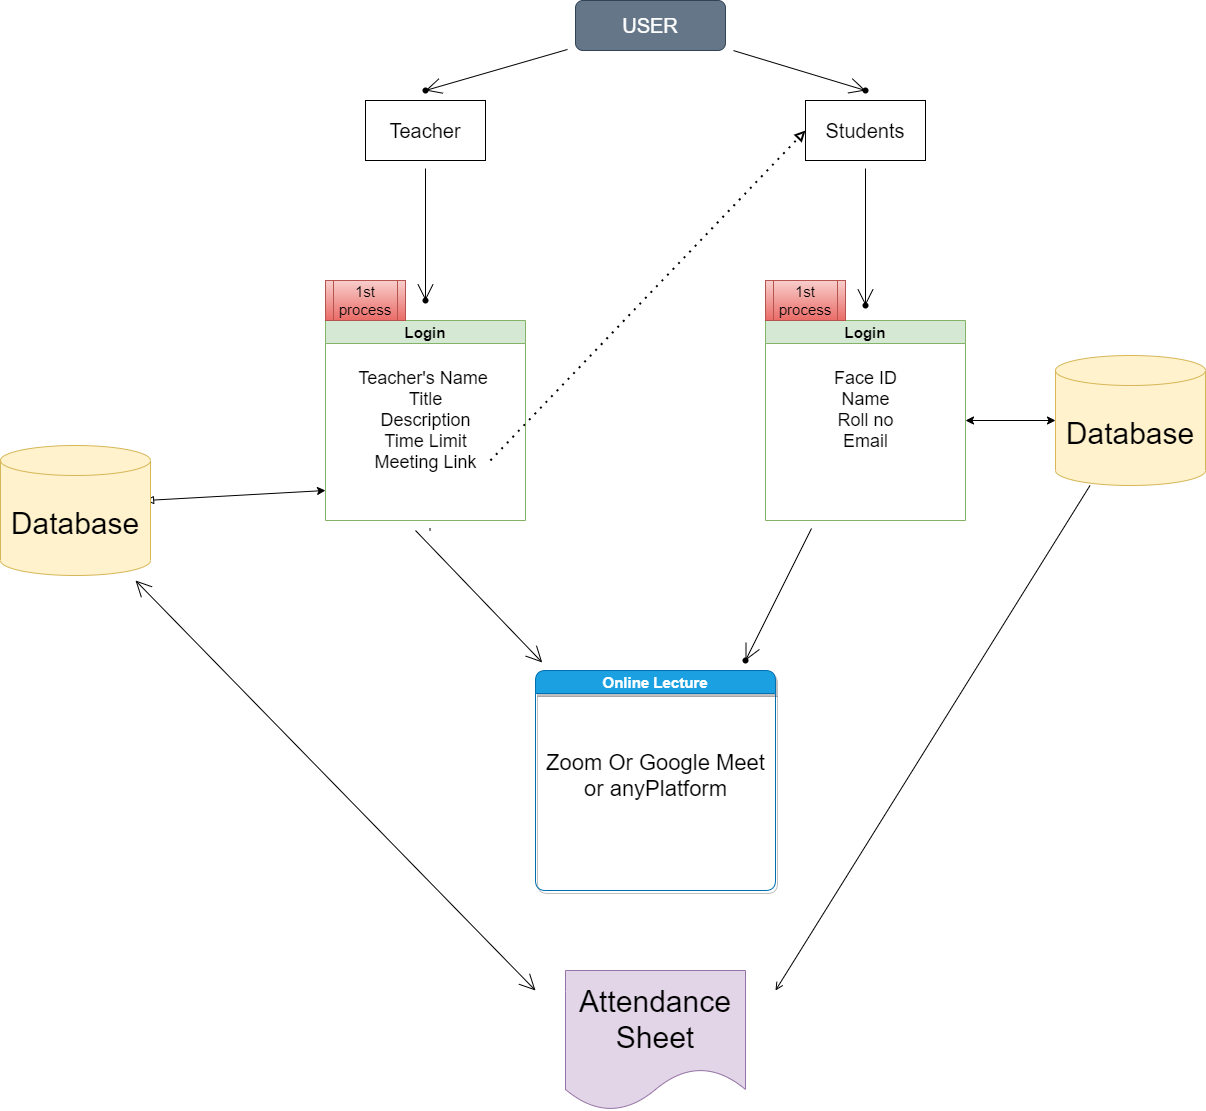 USER
Teacher
Students
1st
process
Login
Teacher's Name
Title
Description
Time Limit
Meeting Link
1st
process
Login
Face ID
Name
Roll no
Email
Database
Database
Online Lecture
Zoom Or Google Meet
or anyPlatform
Attendance
Sheet